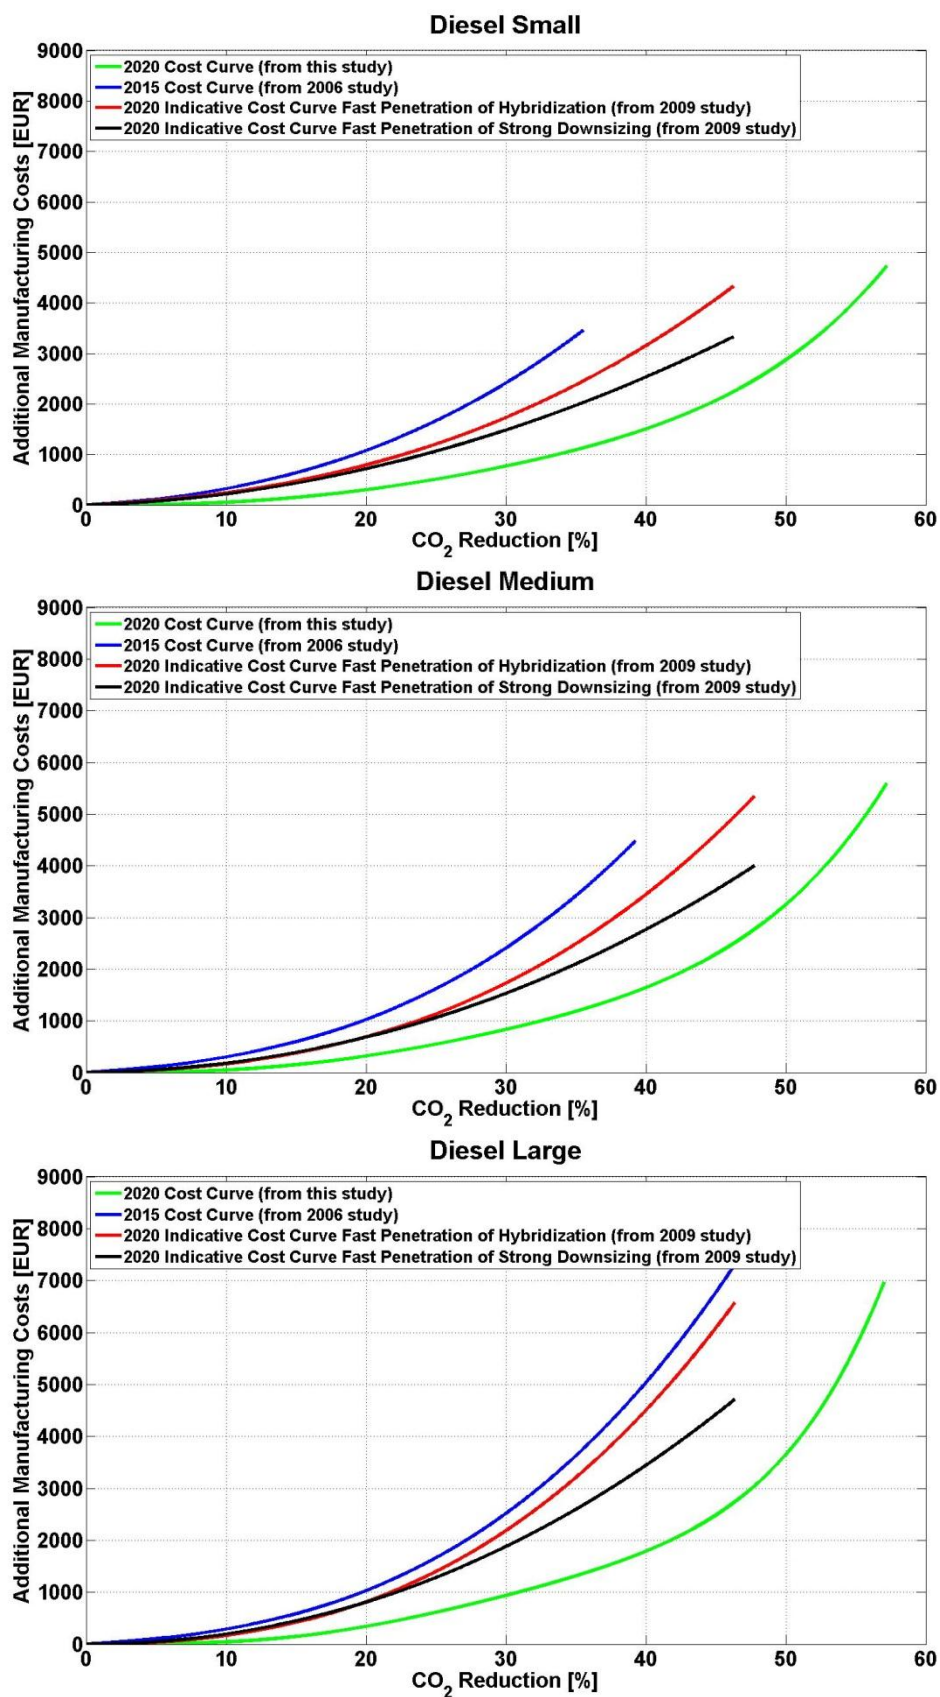 Diesel Small
9000
8000
7000
6000
5000
4000
3000
2000
1000
0
Additional Manufacturing Costs [EUR]
2020 Cost Curve (from this study)
2015 Cost Curve (from 2006 study)
2020 Indicative Cost Curve Fast Penetration of Hybridization (from 2009 study)
2020 Indicative Cost Curve Fast Penetration of Strong Downsizing (from 2009 study)
0 10 20 30 40 50 60
CO2 Reduction [%]
Diesel Medium
9000
8000
7000
6000
5000
4000
3000
2000
1000
0
Additional Manufacturing Costs [EUR]
2020 Cost Curve (from this study)
2015 Cost Curve (from 2006 study)
2020 Indicative Cost Curve Fast Penetration of Hybridization (from 2009 study)
2020 Indicative Cost Curve Fast Penetration of Strong Downsizing (from 2009 study)
0 10 20 30 40 50 60
CO2 Reduction [%]
Diesel Large
9000
8000
7000
6000
5000
4000
3000
2000
1000
0
Additional Manufacturing Costs [EUR]
2020 Cost Curve (from this study)
2015 Cost Curve (from 2006 study)
2020 Indicative Cost Curve Fast Penetration of Hybridization (from 2009 study)
2020 Indicative Cost Curve Fast Penetration of Strong Downsizing (from 2009 study)
0 10 20 30 40 50 60
CO2 Reduction [%]